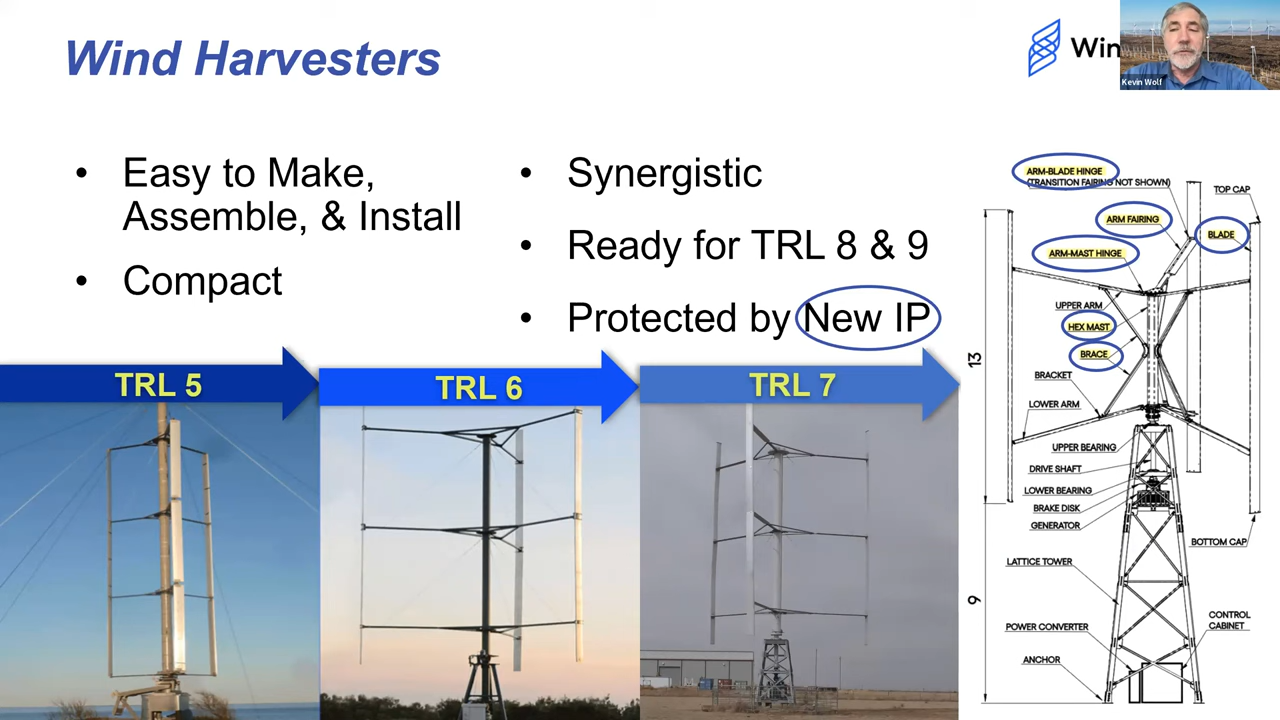 Wind Harvesters
Win
Kevin Wolf
• Easy to Make,
Assemble, & Install
• Compact
• Synergistic
• Ready for TRL 8 & 9
• Protected by New IP
TRL 5
TRL 6
TRL 7
ARM-BLADE HINGE
(TRANSITION FAIRING NOT SHOWN)
TOP CAP
ARM FAIRING
BLADE
ARM-MAST HINGE
UPPER ARM
HEX MAST
BRACE
13
BRACKET
LOWER ARM
UPPER BEARING
DRIVE SHAFT
LOWER BEARING
BRAKE DISK
GENERATOR
BOTTOM CAP
LATTICE TOWER
9
POWER CONVERTER
CONTROL
CABINET
ANCHOR